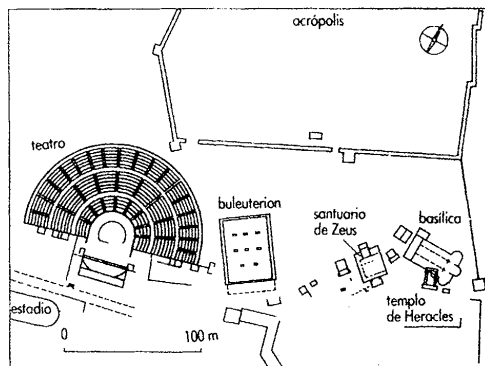 acrópolis
teatro
buleuterion
santuario
de Zeus
basílica
templo
de Heracles
estadio
0
100 m